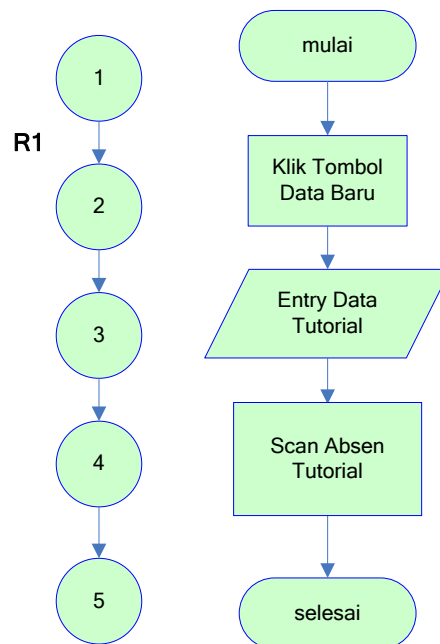 1
mulai
R1
Klik Tombol
Data Baru
2
Entry Data
Tutorial
3
Scan Absen
Tutorial
4
5
selesai